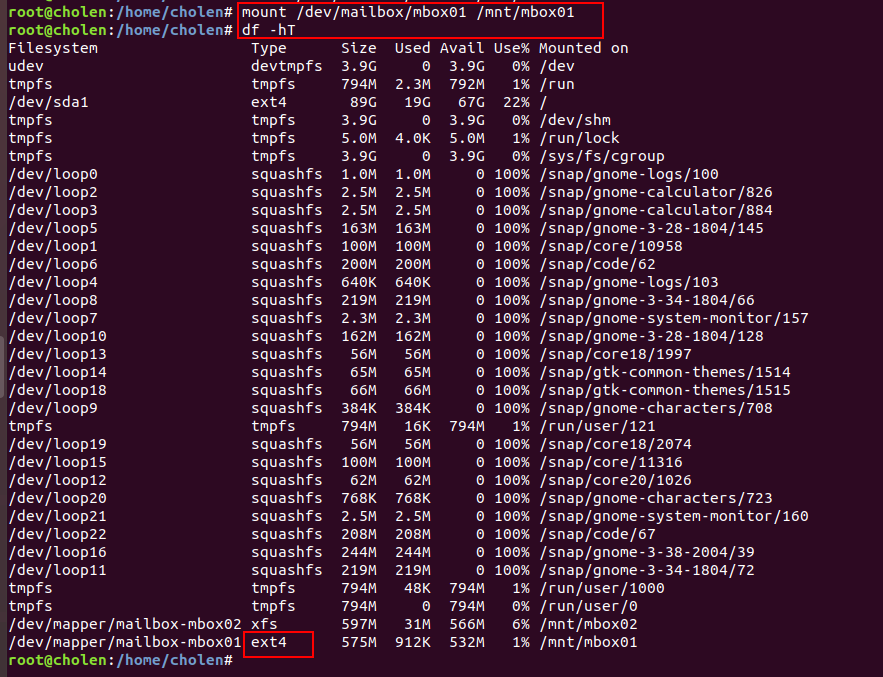 root@cholen:/home/cholen# mount /dev/mailbox/mbox01 /mnt/mbox01
root@cholen:/home/cholen# df -hT
Filesystem                 Type      Size  Used Avail Use% Mounted on
udev                       devtmpfs  3.9G     0  3.9G   0% /dev
tmpfs                      tmpfs     794M  2.3M  792M   1% /run
/dev/sda1                  ext4       89G   19G   67G  22% /
tmpfs                      tmpfs     3.9G     0  3.9G   0% /dev/shm
tmpfs                      tmpfs     5.0M  4.0K  5.0M   1% /run/lock
tmpfs                      tmpfs     3.9G     0  3.9G   0% /sys/fs/cgroup
/dev/loop0                 squashfs  1.0M  1.0M     0 100% /snap/gnome-logs/100
/dev/loop2                 squashfs  2.5M  2.5M     0 100% /snap/gnome-calculator/826
/dev/loop3                 squashfs  2.5M  2.5M     0 100% /snap/gnome-calculator/884
/dev/loop5                 squashfs  163M  163M     0 100% /snap/gnome-3-28-1804/145
/dev/loop1                 squashfs  100M  100M     0 100% /snap/core/10958
/dev/loop6                 squashfs  200M  200M     0 100% /snap/code/62
/dev/loop4                 squashfs  640K  640K     0 100% /snap/gnome-logs/103
/dev/loop8                 squashfs  219M  219M     0 100% /snap/gnome-3-34-1804/66
/dev/loop7                 squashfs  2.3M  2.3M     0 100% /snap/gnome-system-monitor/157
/dev/loop10                squashfs  162M  162M     0 100% /snap/gnome-3-28-1804/128
/dev/loop13                squashfs   56M   56M     0 100% /snap/core18/1997
/dev/loop14                squashfs   65M   65M     0 100% /snap/gtk-common-themes/1514
/dev/loop18                squashfs   66M   66M     0 100% /snap/gtk-common-themes/1515
/dev/loop9                 squashfs  384K  384K     0 100% /snap/gnome-characters/708
tmpfs                      tmpfs     794M   16K  794M   1% /run/user/121
/dev/loop19                squashfs   56M   56M     0 100% /snap/core18/2074
/dev/loop15                squashfs  100M  100M     0 100% /snap/core/11316
/dev/loop12                squashfs   62M   62M     0 100% /snap/core20/1026
/dev/loop20                squashfs  768K  768K     0 100% /snap/gnome-characters/723
/dev/loop21                squashfs  2.5M  2.5M     0 100% /snap/gnome-system-monitor/160
/dev/loop22                squashfs  208M  208M     0 100% /snap/code/67
/dev/loop16                squashfs  244M  244M     0 100% /snap/gnome-3-38-2004/39
/dev/loop11                squashfs  219M  219M     0 100% /snap/gnome-3-34-1804/72
tmpfs                      tmpfs     794M   48K  794M   1% /run/user/1000
tmpfs                      tmpfs     794M     0  794M   0% /run/user/0
/dev/mapper/mailbox-mbox02 xfs       597M   31M  566M   6% /mnt/mbox02
/dev/mapper/mailbox-mbox01 ext4      575M  912K  532M   1% /mnt/mbox01
root@cholen:/home/cholen#